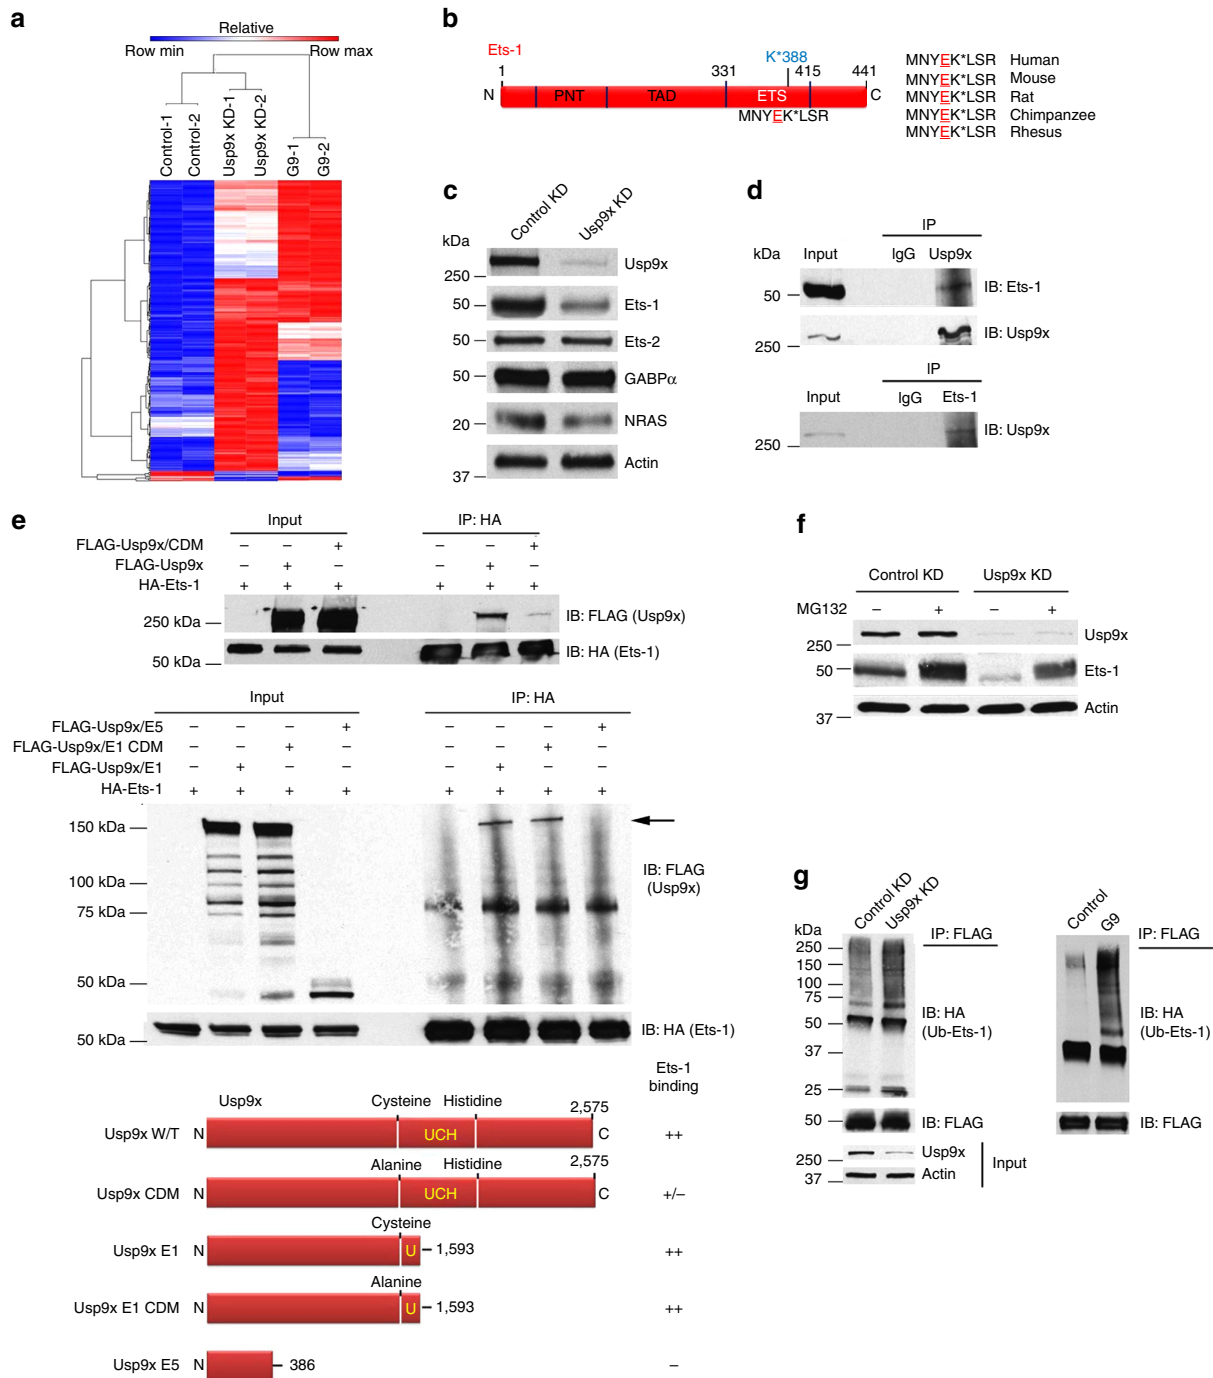 a
Relative
Row min
Row max
Control-1
Control-2
Usp9x KD-1
Usp9x KD-2
G9-1
G9-2
b
Ets-1
K*388
1
331
415
441
N
PNT
TAD
ETS
C
MNYEK*LSR
MNYEK*LSR Human
MNYEK*LSR Mouse
MNYEK*LSR Rat
MNYEK*LSR Chimpanzee
MNYEK*LSR Rhesus
c
Control KD
Usp9x KD
kDa
250
Usp9x
50
Ets-1
50
Ets-2
50
GABPα
20
NRAS
37
Actin
d
IP
kDa
Input
IgG
Usp9x
50
IB: Ets-1
250
IB: Usp9x
IP
Input
IgG
Ets-1
250
IB: Usp9x
e
Input
IP: HA
FLAG-Usp9x/CDM – – + – – +
FLAG-Usp9x – + – – + –
HA-Ets-1 + + + + + +
250 kDa
IB: FLAG (Usp9x)
50 kDa
IB: HA (Ets-1)
Input
IP: HA
FLAG-Usp9x/E5 – – – + – – – +
FLAG-Usp9x/E1 CDM – – + – – – + –
FLAG-Usp9x/E1 – + – – – + – –
HA-Ets-1 + + + + + + + +
150 kDa
100 kDa
75 kDa
50 kDa
IB: FLAG
(Usp9x)
50 kDa
IB: HA (Ets-1)
Ets-1
binding
Usp9x
Cysteine
Histidine
2,575
Usp9x W/T
N
UCH
C
++
Alanine
Histidine
2,575
Usp9x CDM
N
UCH
C
+/–
Cysteine
Usp9x E1
N
U
1,593
++
Alanine
Usp9x E1 CDM
N
U
1,593
++
Usp9x E5
N
386
–
f
Control KD
Usp9x KD
MG132 – + – +
250
Usp9x
50
Ets-1
37
Actin
g
Control KD
Usp9x KD
kDa
250
150
100
75
50
37
25
IP: FLAG
IB: HA
(Ub-Ets-1)
50
IB: FLAG
250
Usp9x
37
Actin
Input
Control
G9
IP: FLAG
IB: HA
(Ub-Ets-1)
IB: FLAG